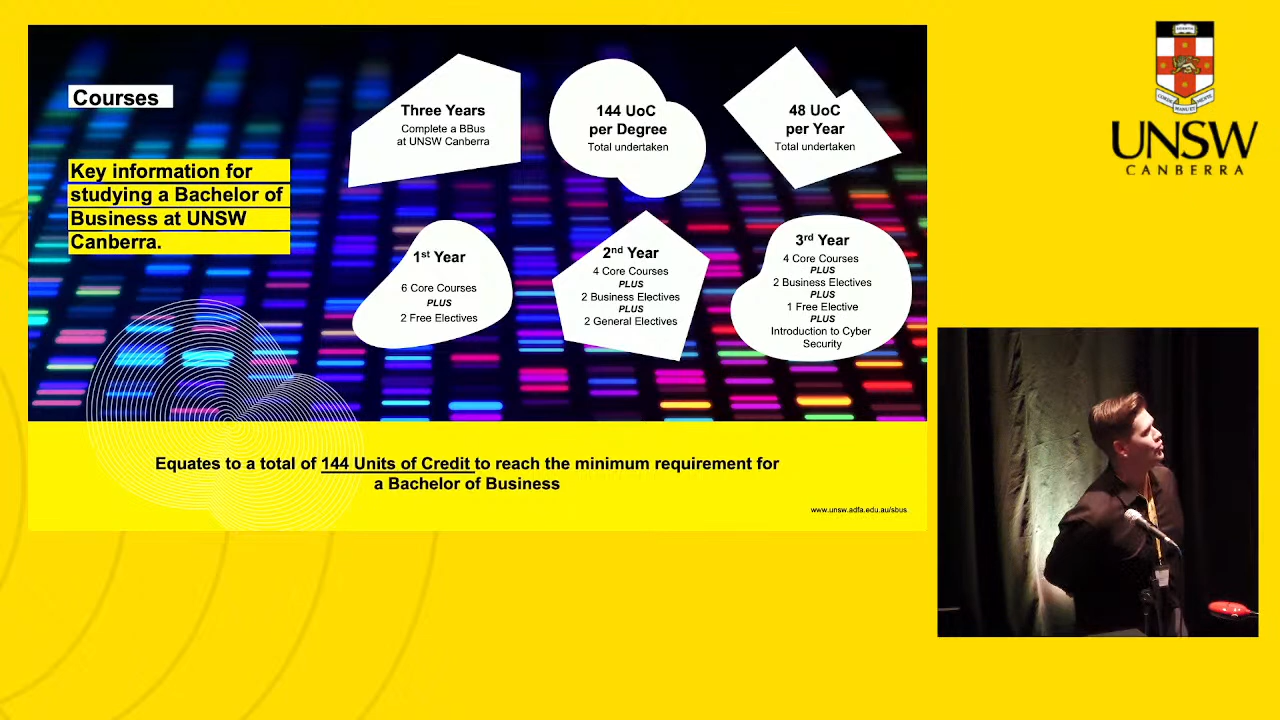 Courses
Key information for
studying a Bachelor of
Business at UNSW
Canberra.
Three Years
Complete a BBus
at UNSW Canberra
144 UoC
per Degree
Total undertaken
48 UoC
per Year
Total undertaken
1st Year
6 Core Courses
PLUS
2 Free Electives
2nd Year
4 Core Courses
PLUS
2 Business Electives
PLUS
2 General Electives
3rd Year
4 Core Courses
PLUS
2 Business Electives
PLUS
1 Free Elective
PLUS
Introduction to Cyber
Security
Equates to a total of 144 Units of Credit to reach the minimum requirement for
a Bachelor of Business
www.unsw.adfa.edu.au/sbus
UNSW
CANBERRA